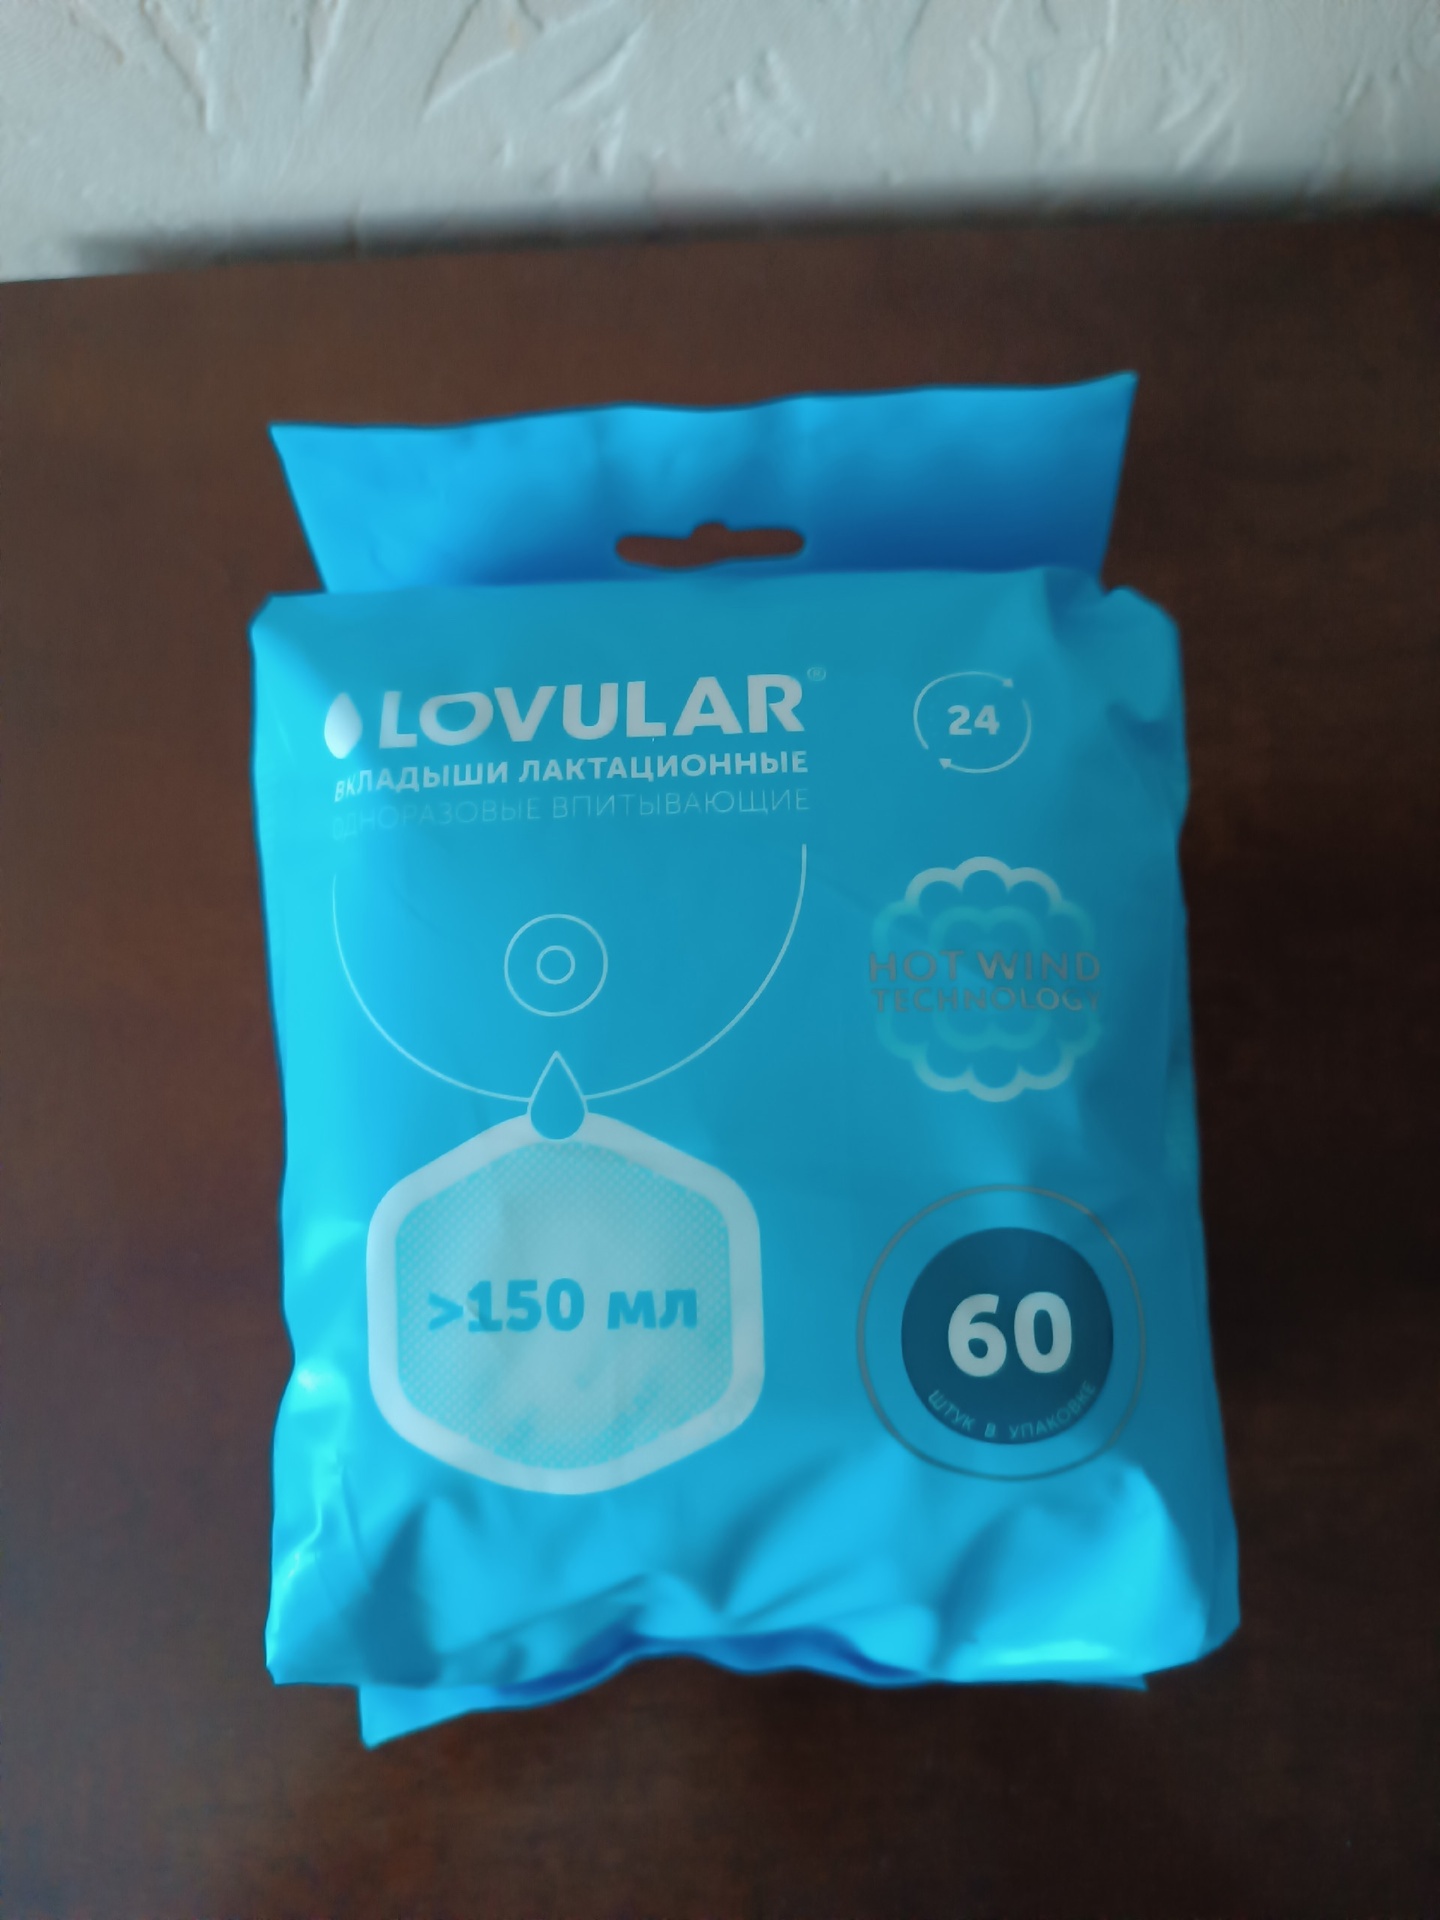 LOVULAR®
ВКЛАДЫШИ ЛАКТАЦИОННЫЕ
ОДНОРАЗОВЫЕ ВПИТЫВАЮЩИЕ
24
HOT WIND
TECHNOLOGY
>150 мл
60
ШТУК В УПАКОВКЕ